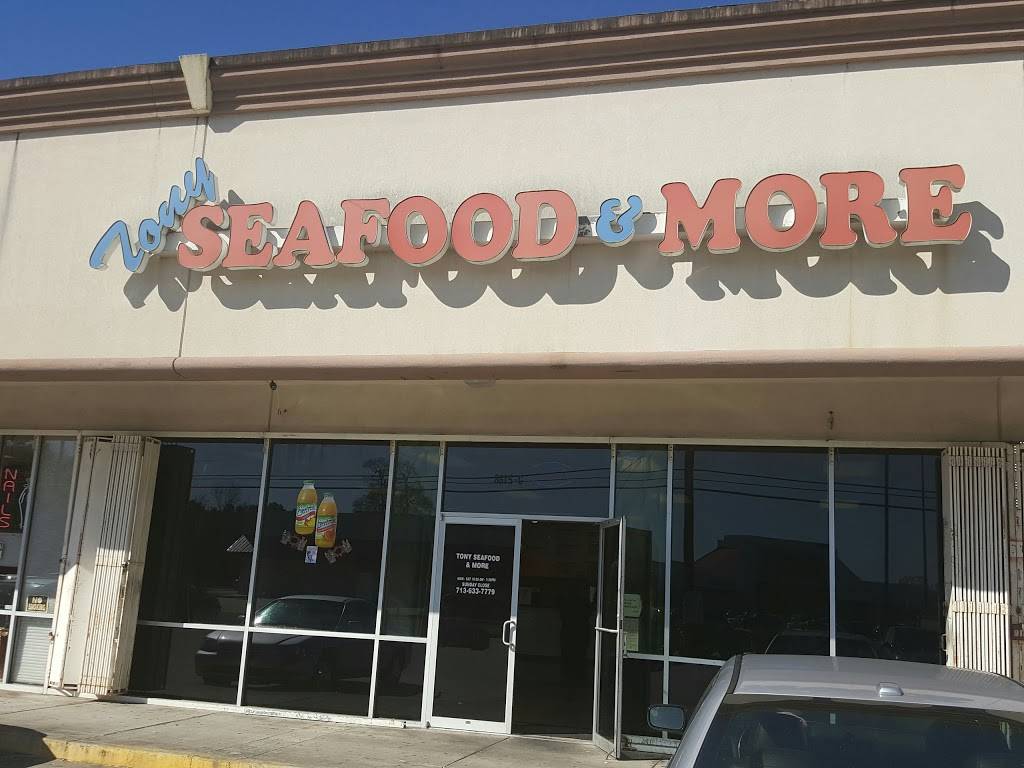 Tony SEAFOOD & MORE
NAILS
TONY SEAFOOD
& MORE
SUNDAY CLOSE
713-633-7779